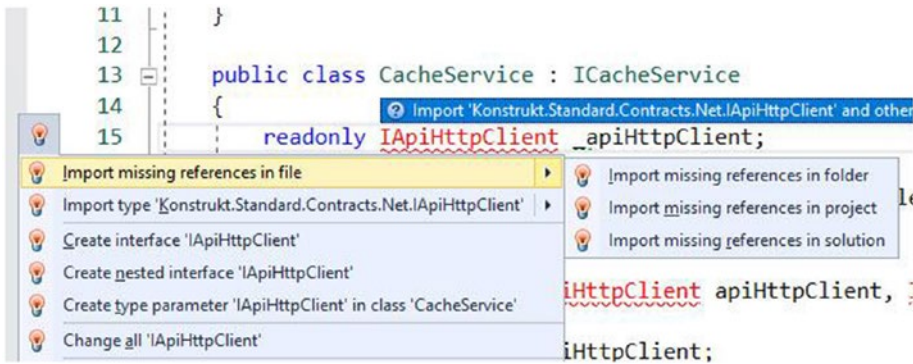 11 }
12
13 public class CacheService : ICacheService
14 {
Import 'Konstrukt.Standard.Contracts.Net.IApiHttpClient' and other
15 readonly IApiHttpClient _apiHttpClient;
Import missing references in file
Import missing references in folder
Import type 'Konstrukt.Standard.Contracts.Net.IApiHttpClient'
Import missing references in project
Create interface 'IApiHttpClient'
Import missing references in solution
Create nested interface 'IApiHttpClient'
Create type parameter 'IApiHttpClient' in class 'CacheService'
iHttpClient apiHttpClient,
Change all 'IApiHttpClient'
iHttpClient;